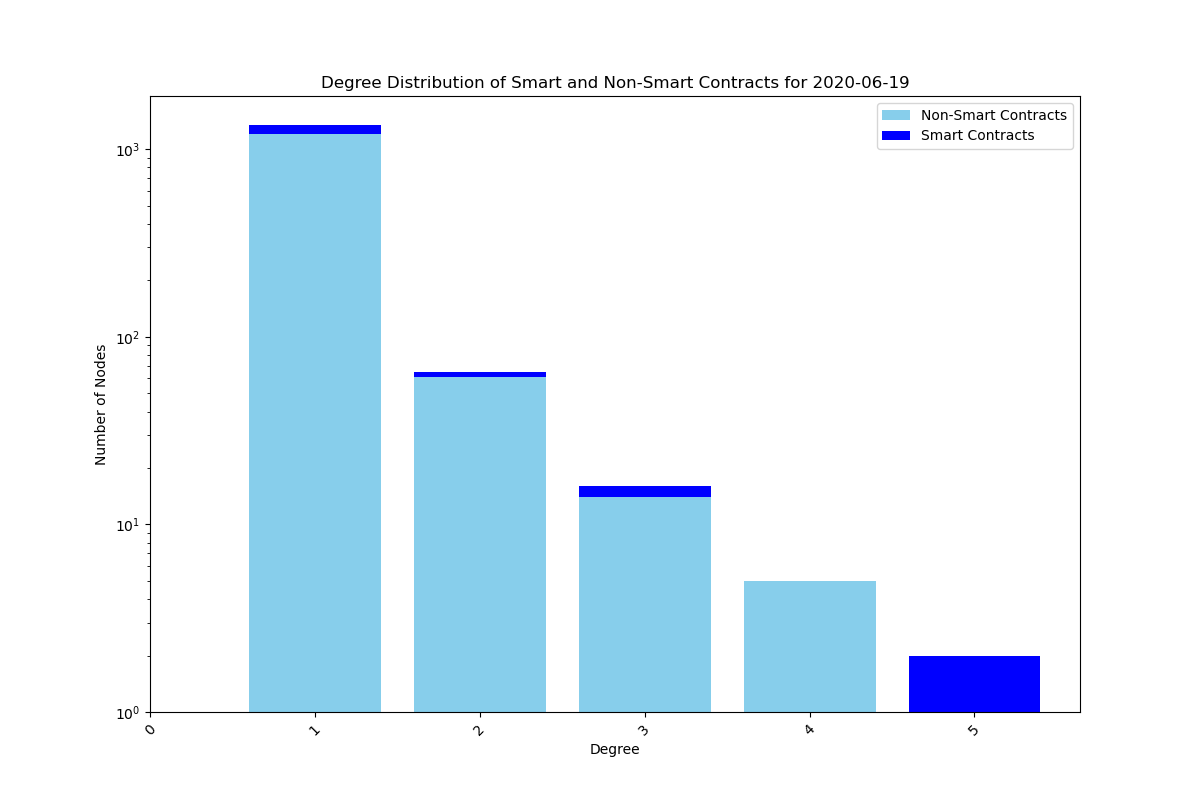 Degree Distribution of Smart and Non-Smart Contracts for 2020-06-19
Non-Smart Contracts
Smart Contracts
Number of Nodes
10³
10²
10¹
10⁰
0 1 2 3 4 5
Degree